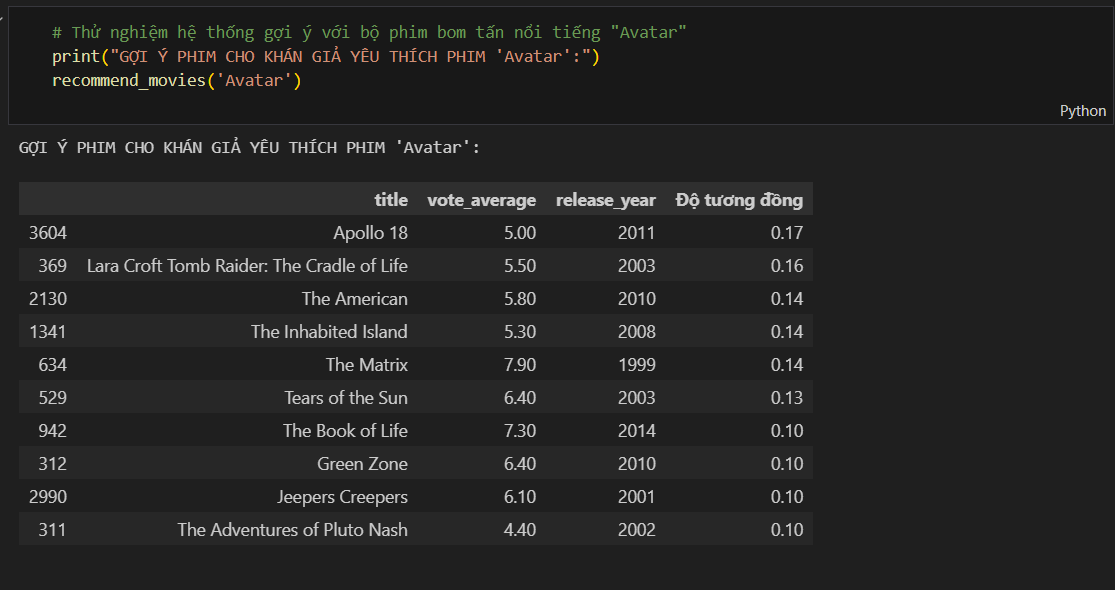 # Thử nghiệm hệ thống gợi ý với bộ phim bom tấn nổi tiếng "Avatar"
print("GỢI Ý PHIM CHO KHÁN GIẢ YÊU THÍCH PHIM 'Avatar':")
recommend_movies('Avatar')
Python
GỢI Ý PHIM CHO KHÁN GIẢ YÊU THÍCH PHIM 'Avatar':
title vote_average release_year Độ tương đồng
3604 Apollo 18 5.00 2011 0.17
369 Lara Croft Tomb Raider: The Cradle of Life 5.50 2003 0.16
2130 The American 5.80 2010 0.14
1341 The Inhabited Island 5.30 2008 0.14
634 The Matrix 7.90 1999 0.14
529 Tears of the Sun 6.40 2003 0.13
942 The Book of Life 7.30 2014 0.10
312 Green Zone 6.40 2010 0.10
2990 Jeepers Creepers 6.10 2001 0.10
311 The Adventures of Pluto Nash 4.40 2002 0.10